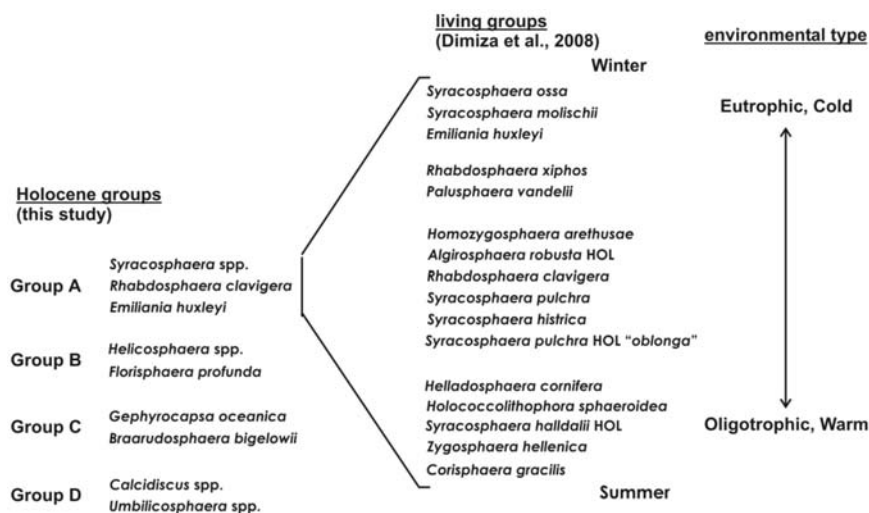 living groups
(Dimiza et al., 2008)
environmental type
Winter
Syracosphaera ossa
Syracosphaera molischii
Emiliania huxleyi
Eutrophic, Cold
Rhabdosphaera xiphos
Palusphaera vandelii
Holocene groups
(this study)
Homozygosphaera arethusae
Algirosphaera robusta HOL
Rhabdosphaera clavigera
Syracosphaera pulchra
Syracosphaera histrica
Syracosphaera pulchra HOL “oblonga”
Group A
Syracosphaera spp.
Rhabdosphaera clavigera
Emiliania huxleyi
Group B
Helicosphaera spp.
Florisphaera profunda
Helladosphaera cornifera
Holococcolithophora sphaeroidea
Syracosphaera halldalii HOL
Zygosphaera hellenica
Corisphaera gracilis
Oligotrophic, Warm
Group C
Gephyrocapsa oceanica
Braarudosphaera bigelowii
Summer
Group D
Calcidiscus spp.
Umbilicosphaera spp.